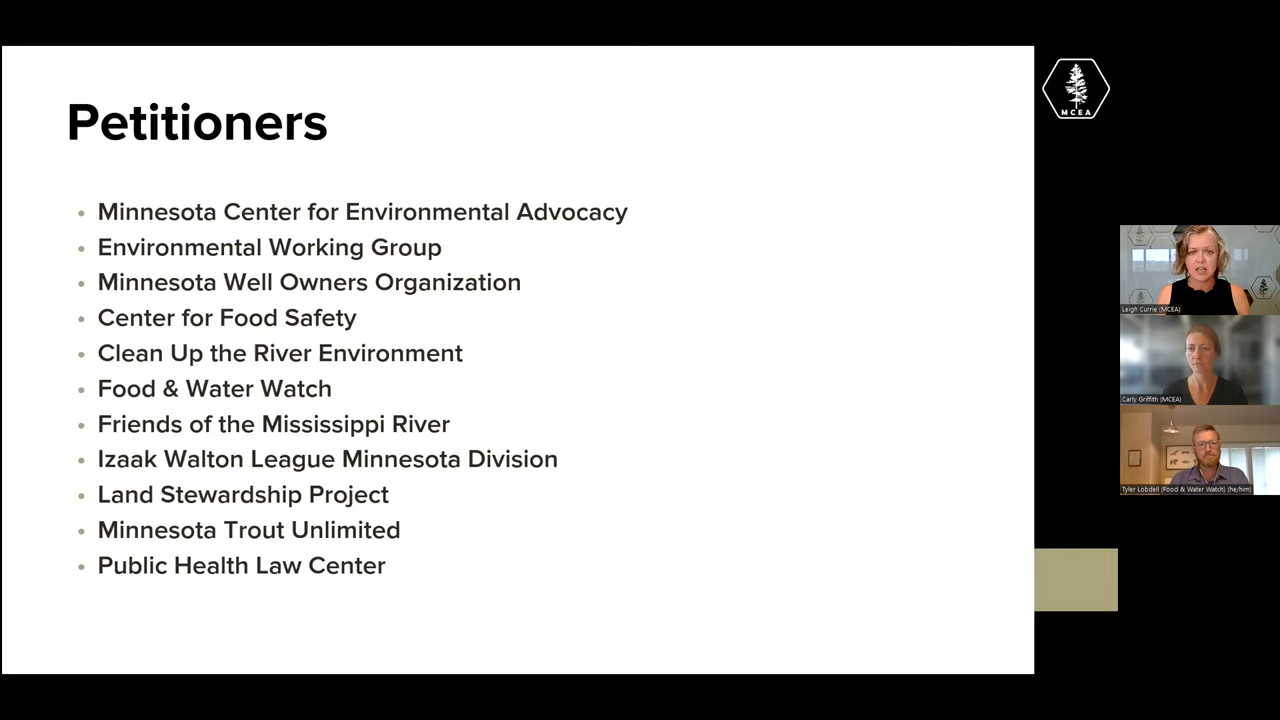 Petitioners
• Minnesota Center for Environmental Advocacy
• Environmental Working Group
• Minnesota Well Owners Organization
• Center for Food Safety
• Clean Up the River Environment
• Food & Water Watch
• Friends of the Mississippi River
• Izaak Walton League Minnesota Division
• Land Stewardship Project
• Minnesota Trout Unlimited
• Public Health Law Center
MCEA
Leigh Currie (MCEA)
Carly Griffith (MCEA)
Tyler Lobdell (Food & Water Watch) (he/him)